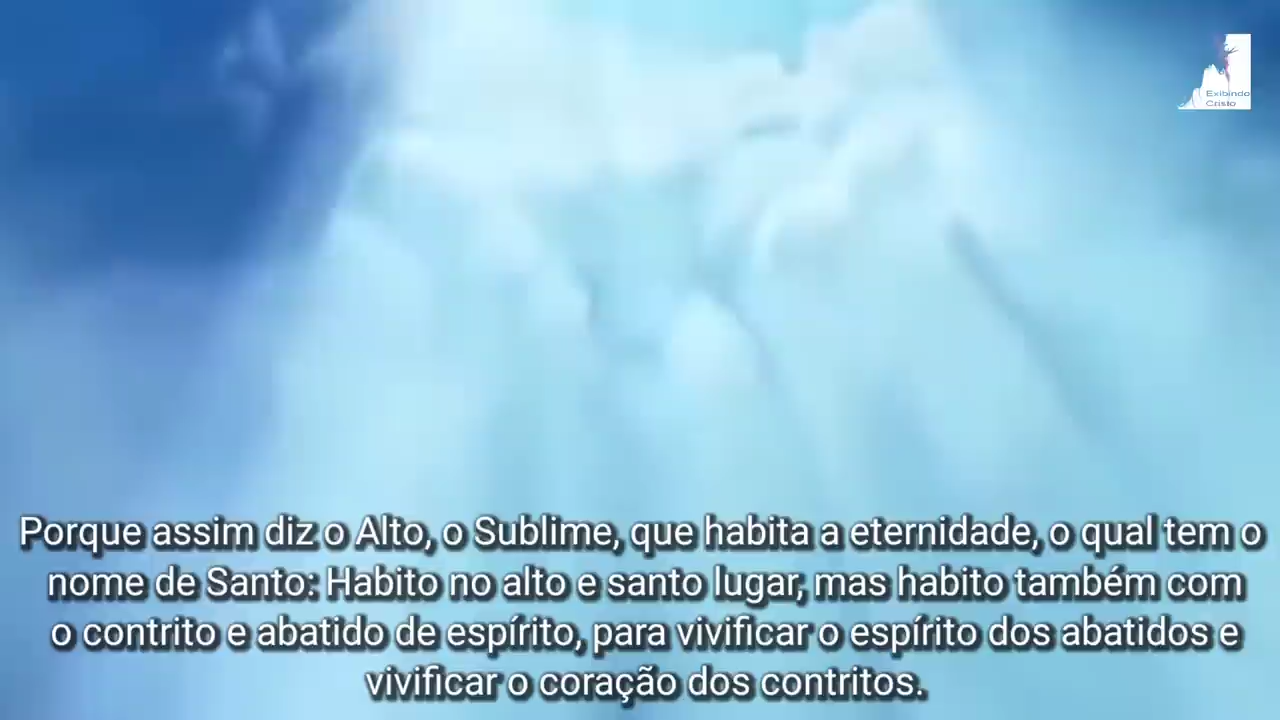 Exibindo
Cristo
Porque assim diz o Alto, o Sublime, que habita a eternidade, o qual tem o
nome de Santo: Habito no alto e santo lugar, mas habito também com
o contrito e abatido de espírito, para vivificar o espírito dos abatidos e
vivificar o coração dos contritos.